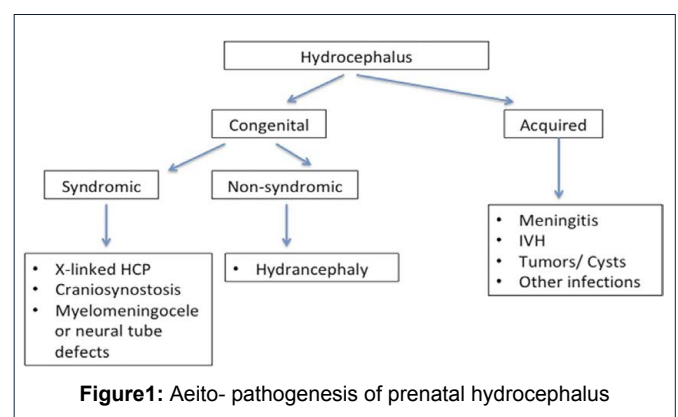 Hydrocephalus
Congenital
Acquired
Syndromic
Non-syndromic
• X-linked HCP
• Craniosynostosis
• Myelomeningocele
or neural tube
defects
• Hydrancephaly
• Meningitis
• IVH
• Tumors/ Cysts
• Other infections
Figure1: Aeito- pathogenesis of prenatal hydrocephalus